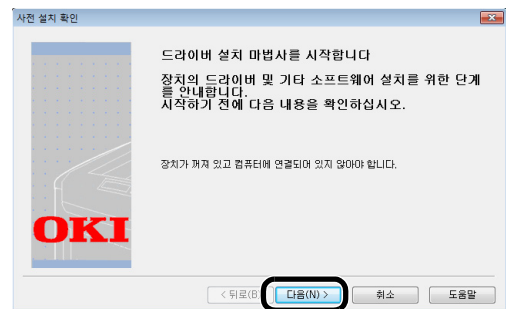 사전 설치 확인
드라이버 설치 마법사를 시작합니다
장치의 드라이버 및 기타 소프트웨어 설치를 위한 단계
를 안내합니다.
시작하기 전에 다음 내용을 확인하십시오.
장치가 꺼져 있고 컴퓨터에 연결되어 있지 않아야 합니다.
OKI
< 뒤로(B) 다음(N) > 취소 도움말